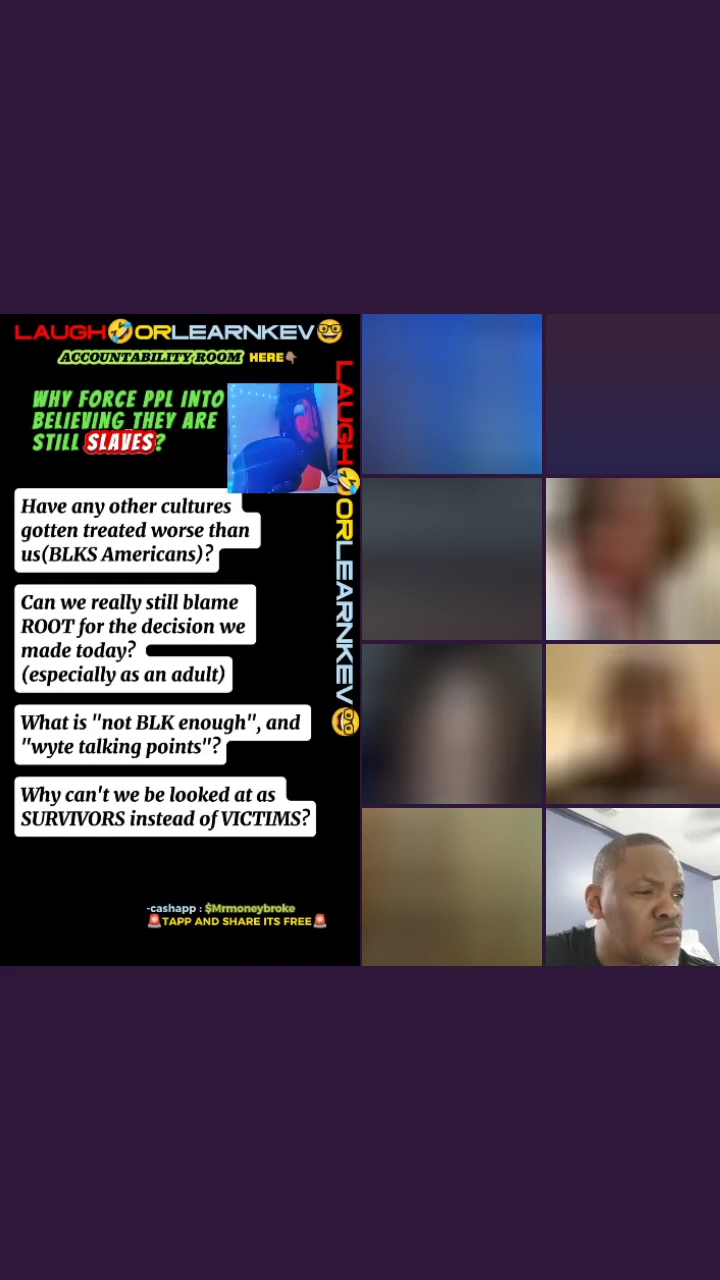 LAUGH🤣ORLEARNKEV🤓
ACCOUNTABILITY ROOM HERE👇🏽
WHY FORCE PPL INTO
BELIEVING THEY ARE
STILL SLAVES?
LAUGH🤣ORLEARNKEV🤓
Have any other cultures
gotten treated worse than
us(BLKS Americans)?
Can we really still blame
ROOT for the decision we
made today?
(especially as an adult)
What is "not BLK enough", and
"wyte talking points"?
Why can't we be looked at as
SURVIVORS instead of VICTIMS?
-cashapp : $Mrmoneybroke
🚨TAPP AND SHARE ITS FREE🚨